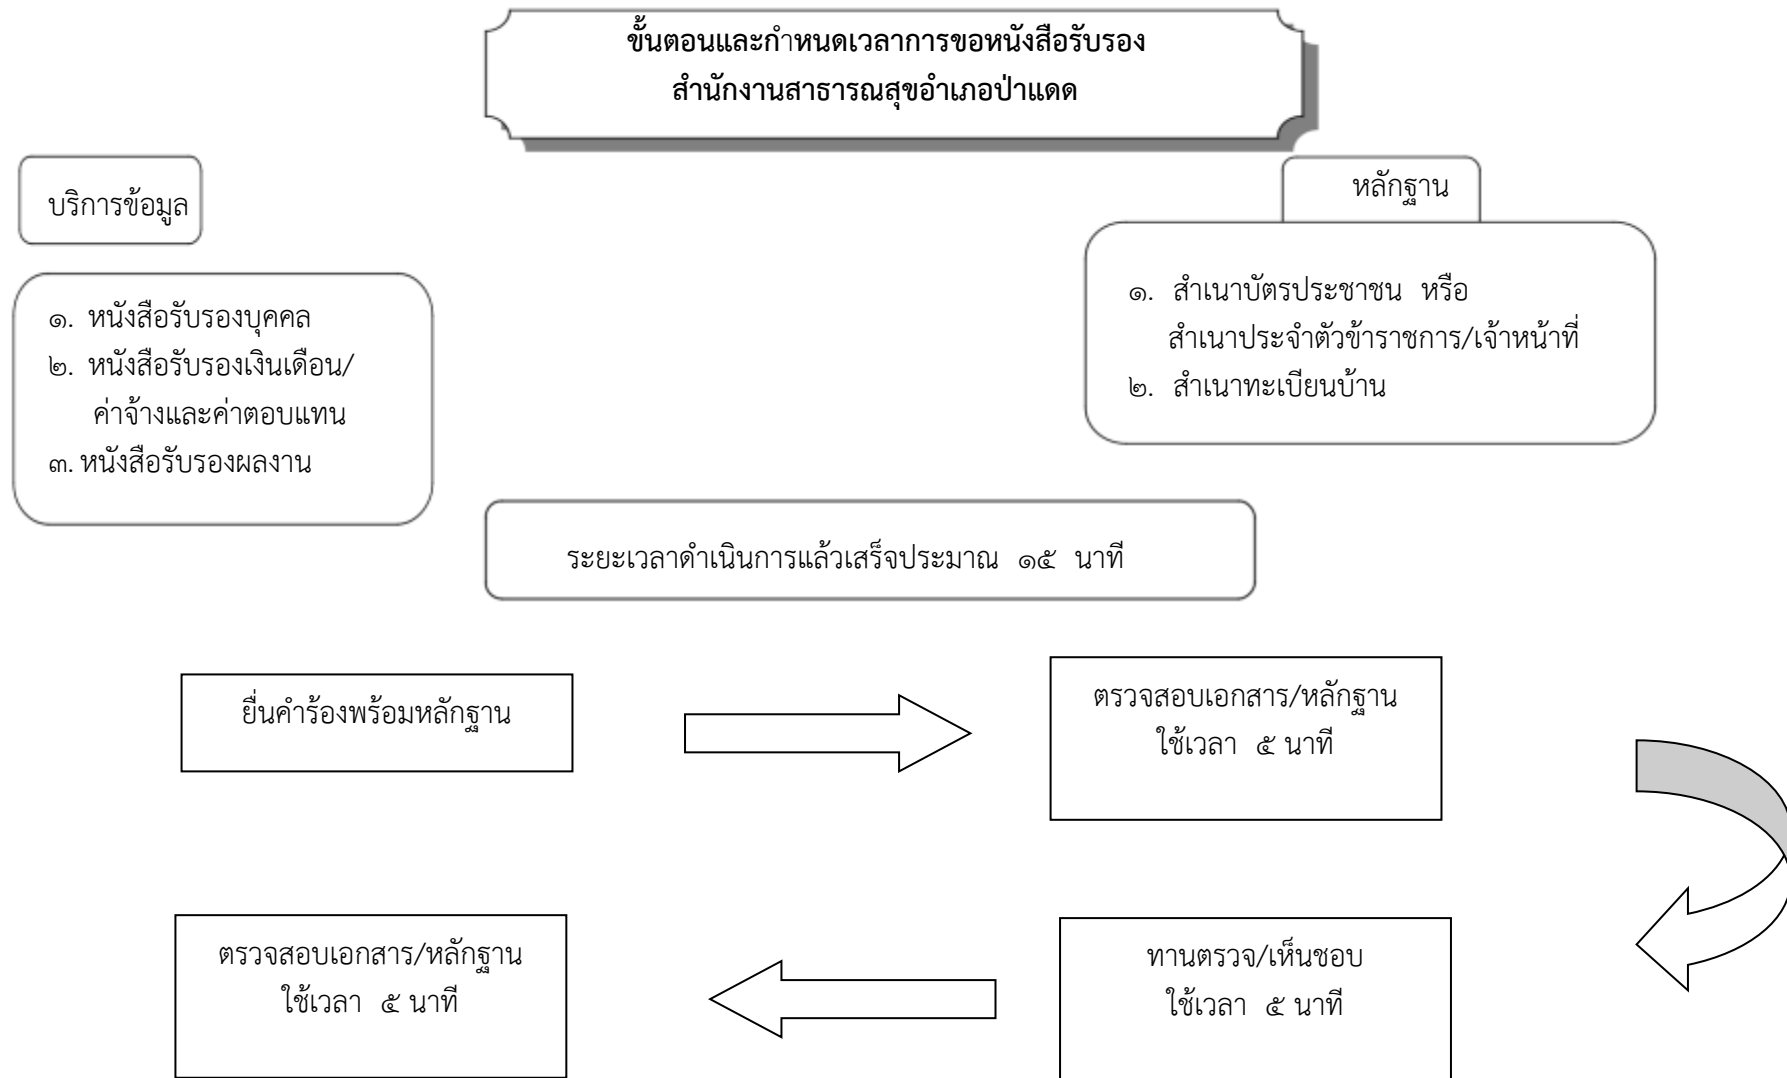 ขั้นตอนและกำหนดเวลาการขอหนังสือรับรอง
สำนักงานสาธารณสุขอำเภอป่าแดด
บริการข้อมูล
๑. หนังสือรับรองบุคคล
๒. หนังสือรับรองเงินเดือน/
ค่าจ้างและค่าตอบแทน
๓. หนังสือรับรองผลงาน
หลักฐาน
๑. สำเนาบัตรประชาชน หรือ
สำเนาประจำตัวข้าราชการ/เจ้าหน้าที่
๒. สำเนาทะเบียนบ้าน
ระยะเวลาดำเนินการแล้วเสร็จประมาณ ๑๕ นาที
ยื่นคำร้องพร้อมหลักฐาน
ตรวจสอบเอกสาร/หลักฐาน
ใช้เวลา ๕ นาที
ทานตรวจ/เห็นชอบ
ใช้เวลา ๕ นาที
ตรวจสอบเอกสาร/หลักฐาน
ใช้เวลา ๕ นาที